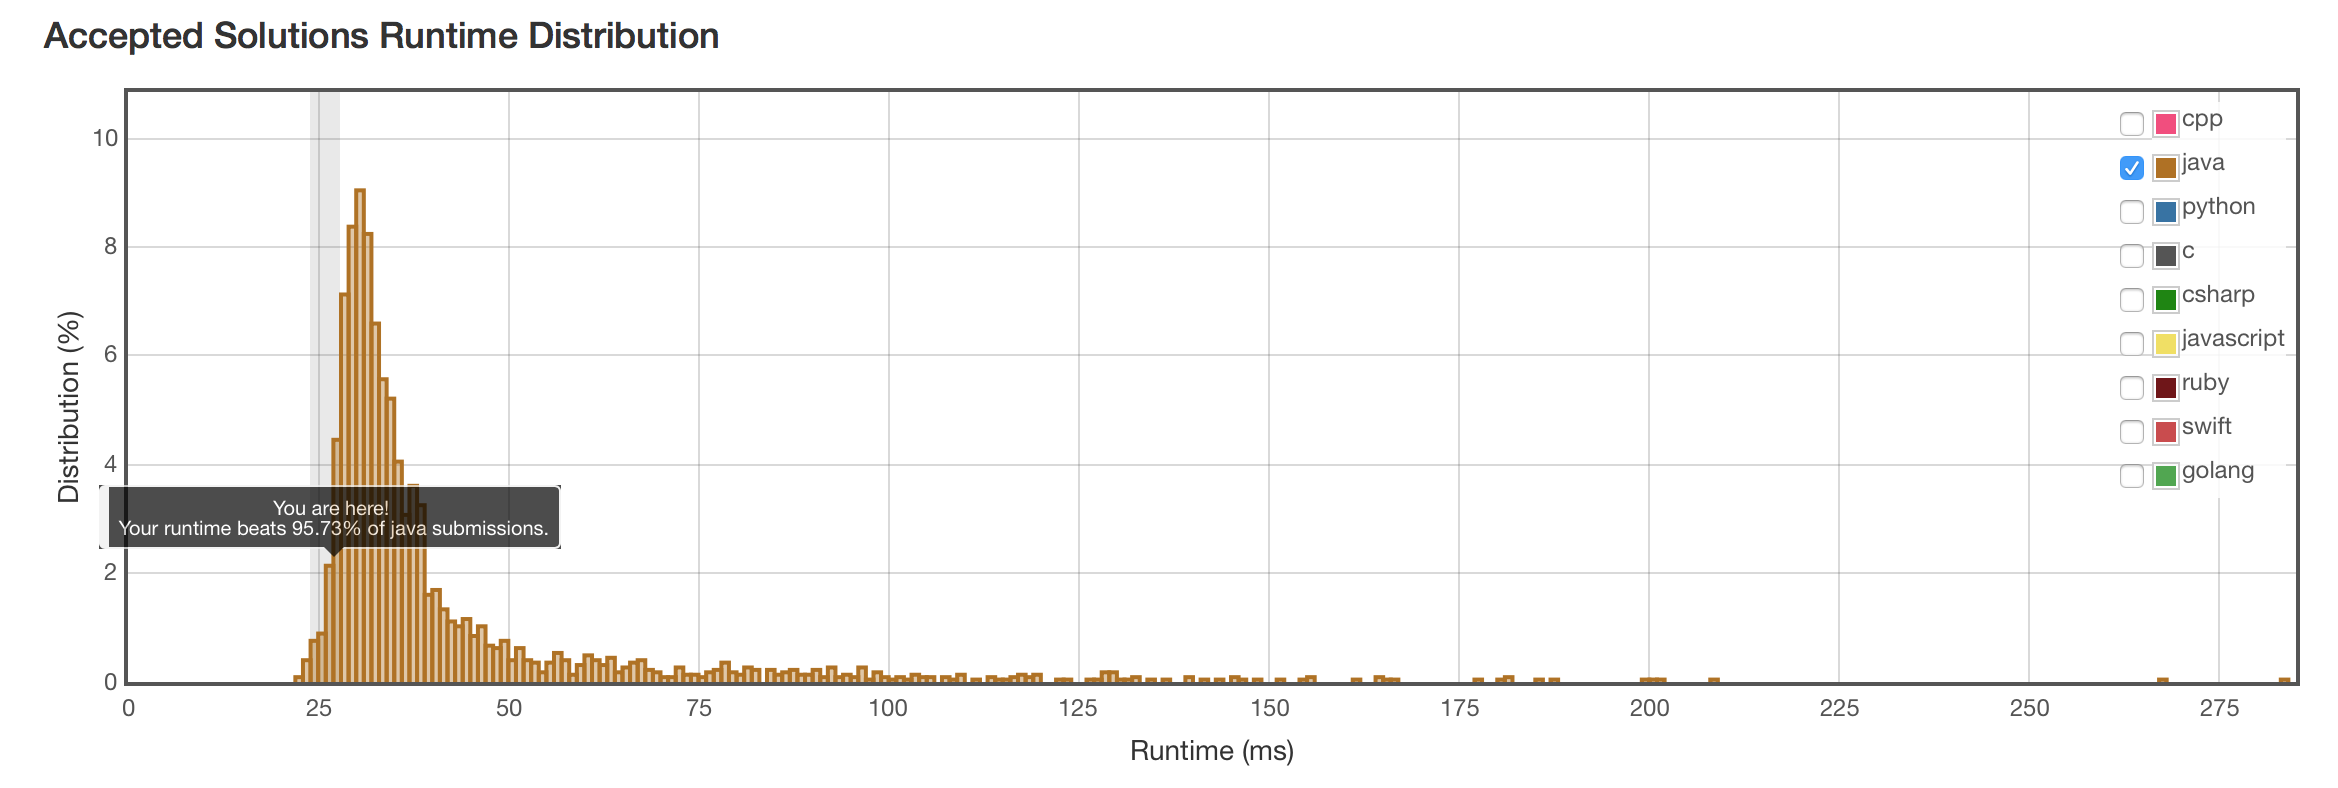 Accepted Solutions Runtime Distribution
Distribution (%)
10
8
6
4
2
0
You are here!
Your runtime beats 95.73% of java submissions.
cpp
java
python
c
csharp
javascript
ruby
swift
golang
0 25 50 75 100 125 150 175 200 225 250 275
Runtime (ms)